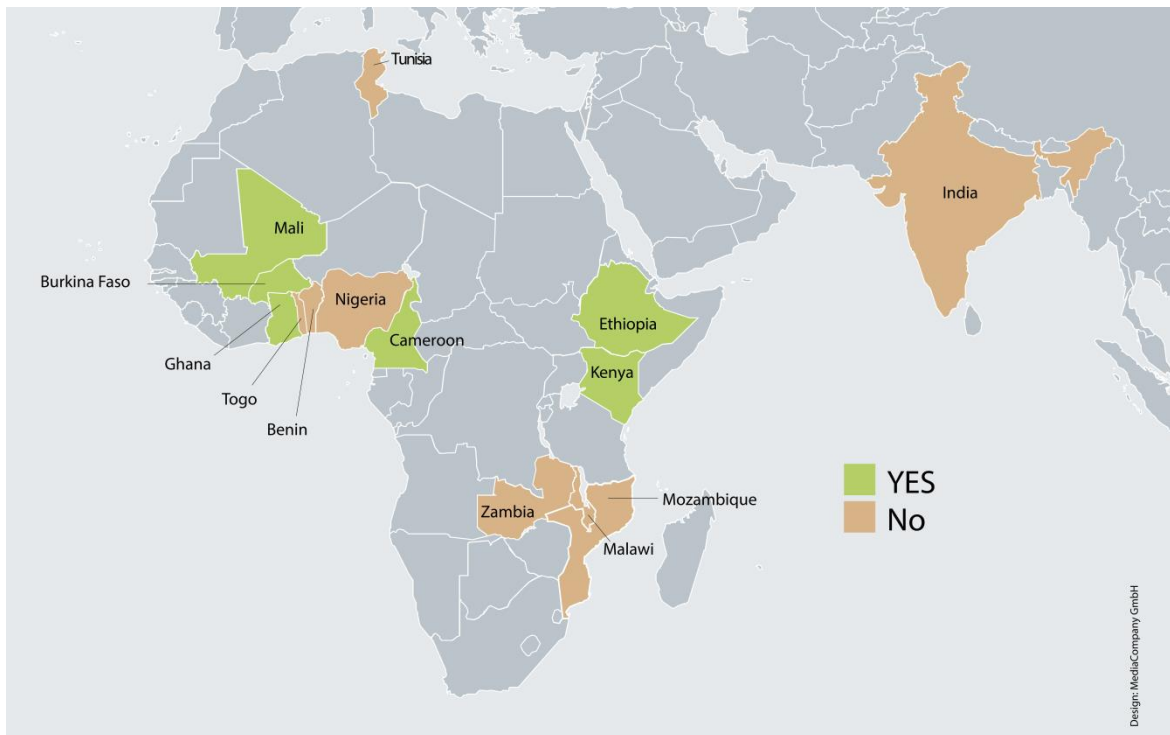 Tunisia
India
Mali
Burkina Faso
Nigeria
Ethiopia
Cameroon
Ghana
Kenya
Togo
Benin
YES
No
Mozambique
Zambia
Malawi
Design: MediaCompany GmbH